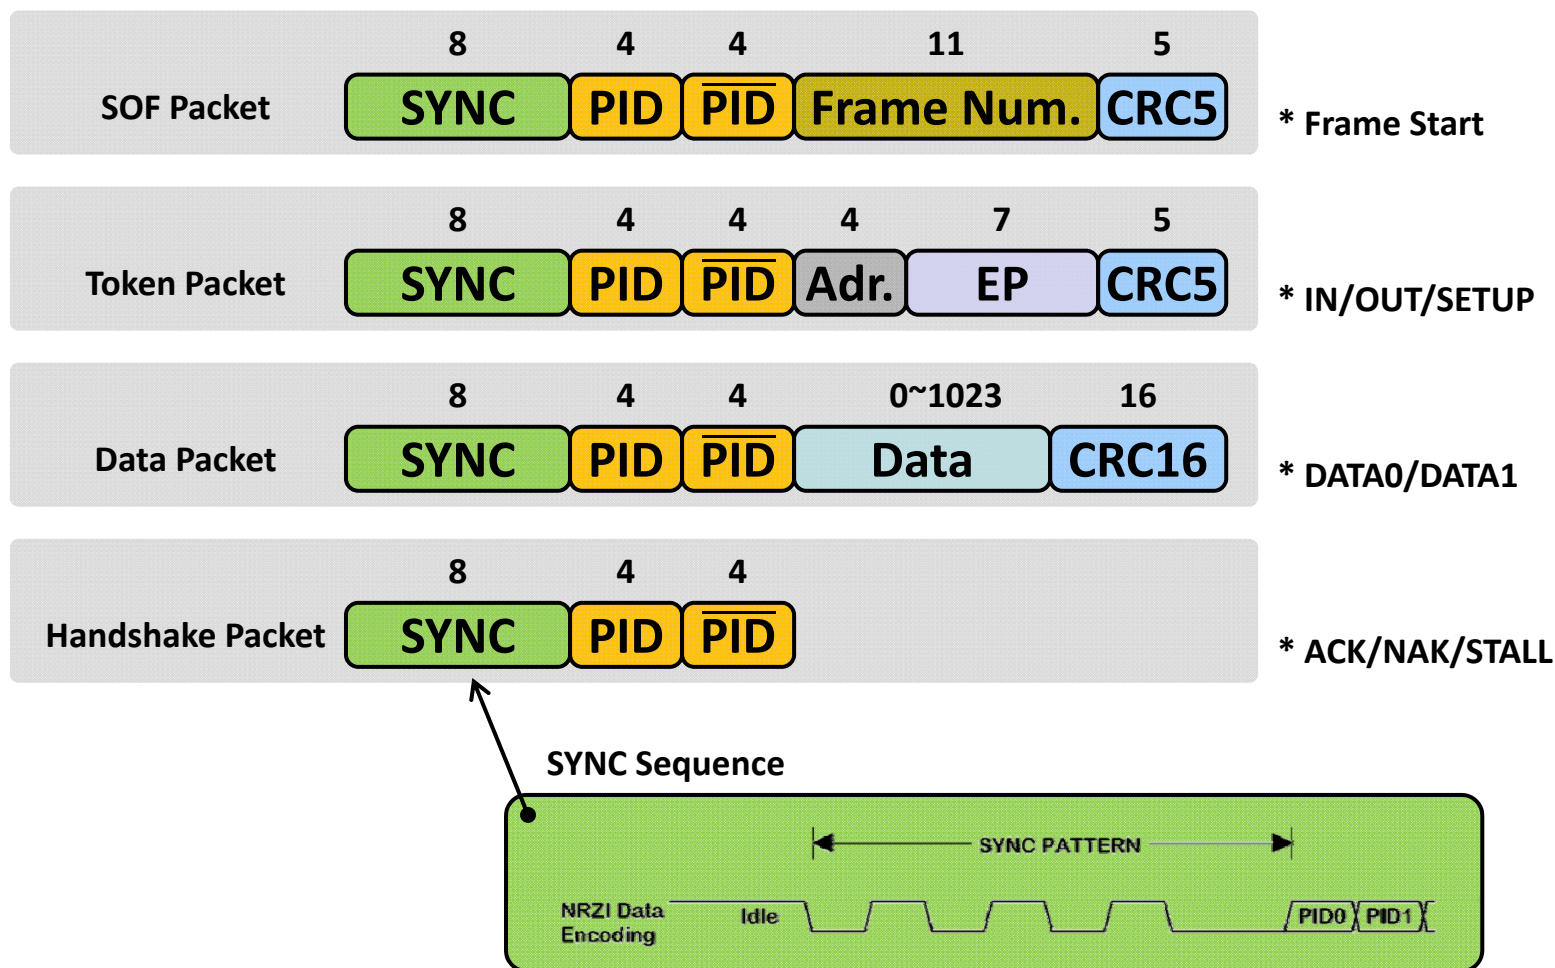 8 4 4 11 5
SOF Packet SYNC PID PID Frame Num. CRC5 * Frame Start
8 4 4 4 7 5
Token Packet SYNC PID PID Adr. EP CRC5 * IN/OUT/SETUP
8 4 4 0~1023 16
Data Packet SYNC PID PID Data CRC16 * DATA0/DATA1
8 4 4
Handshake Packet SYNC PID PID * ACK/NAK/STALL
SYNC Sequence
SYNC PATTERN
NRZI Data Idle PID0 PID1
Encoding